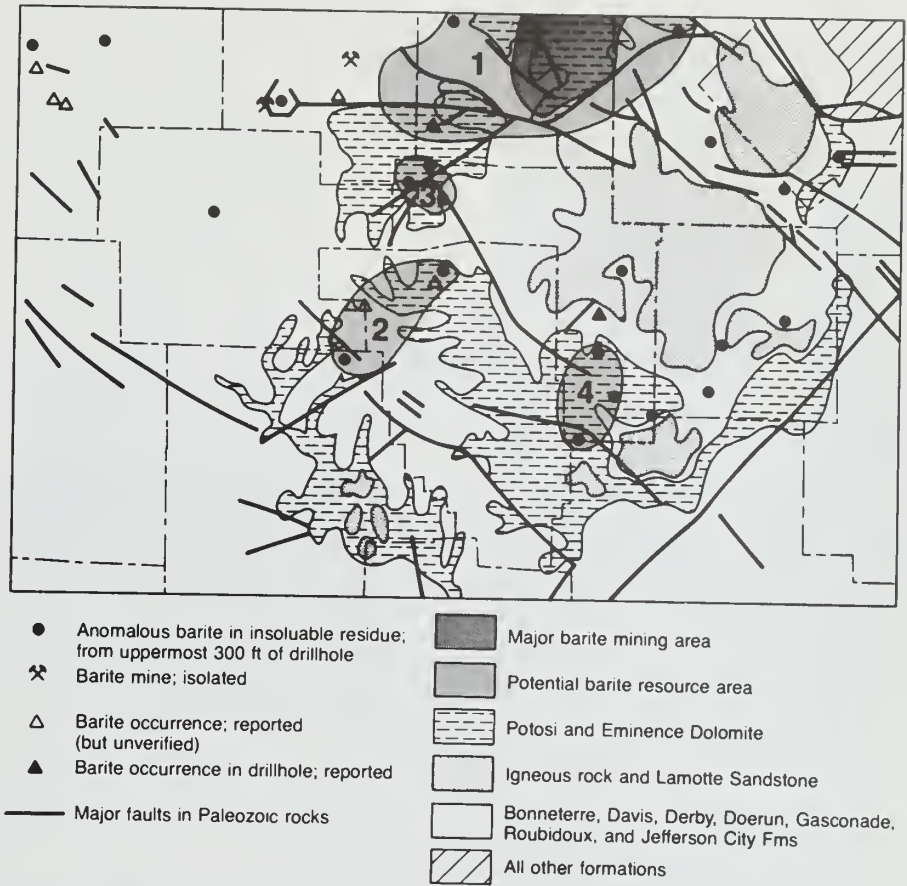 1
3
2
4
Anomalous barite in insoluable residue;
from uppermost 300 ft of drillhole
Barite mine; isolated
Barite occurrence; reported
(but unverified)
Barite occurrence in drillhole; reported
Major faults in Paleozoic rocks
Major barite mining area
Potential barite resource area
Potosi and Eminence Dolomite
Igneous rock and Lamotte Sandstone
Bonneterre, Davis, Derby, Doerun, Gasconade,
Roubidoux, and Jefferson City Fms
All other formations